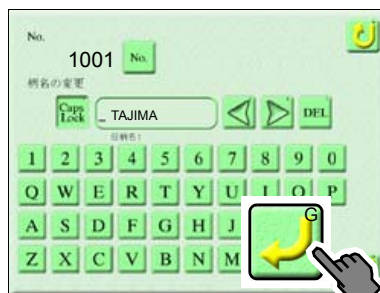 No.
1001 No.
柄名の変更
Caps Lock _ TAJIMA DEL
旧柄名:
1 2 3 4 5 6 7 8 9 0
Q W E R T Y U I O P
A S D F G H J
G
Z X C V B N M